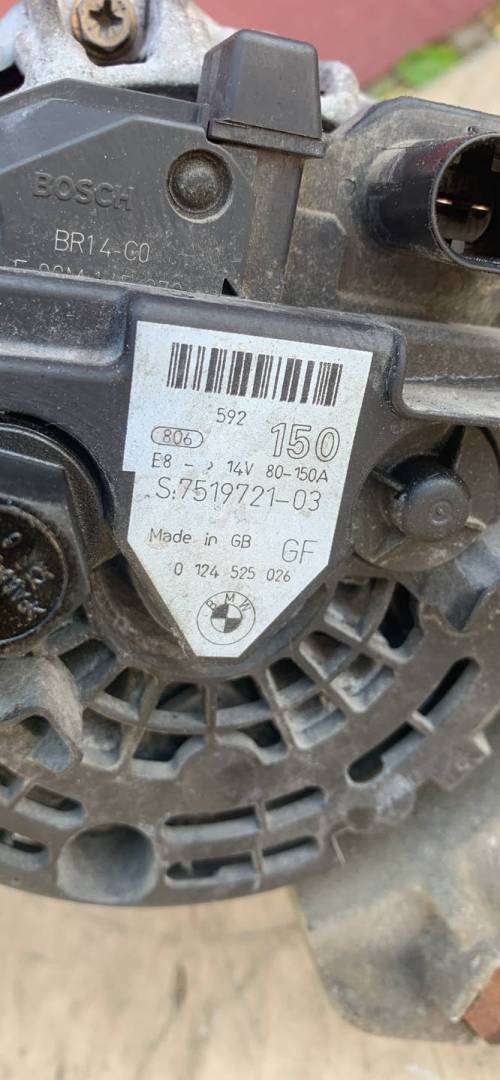 BOSCH
BR14-C0
592
150
806
E8 - > 14V 80-150A
S:7519721-03
Made in GB
GF
0 124 525 026
BMW